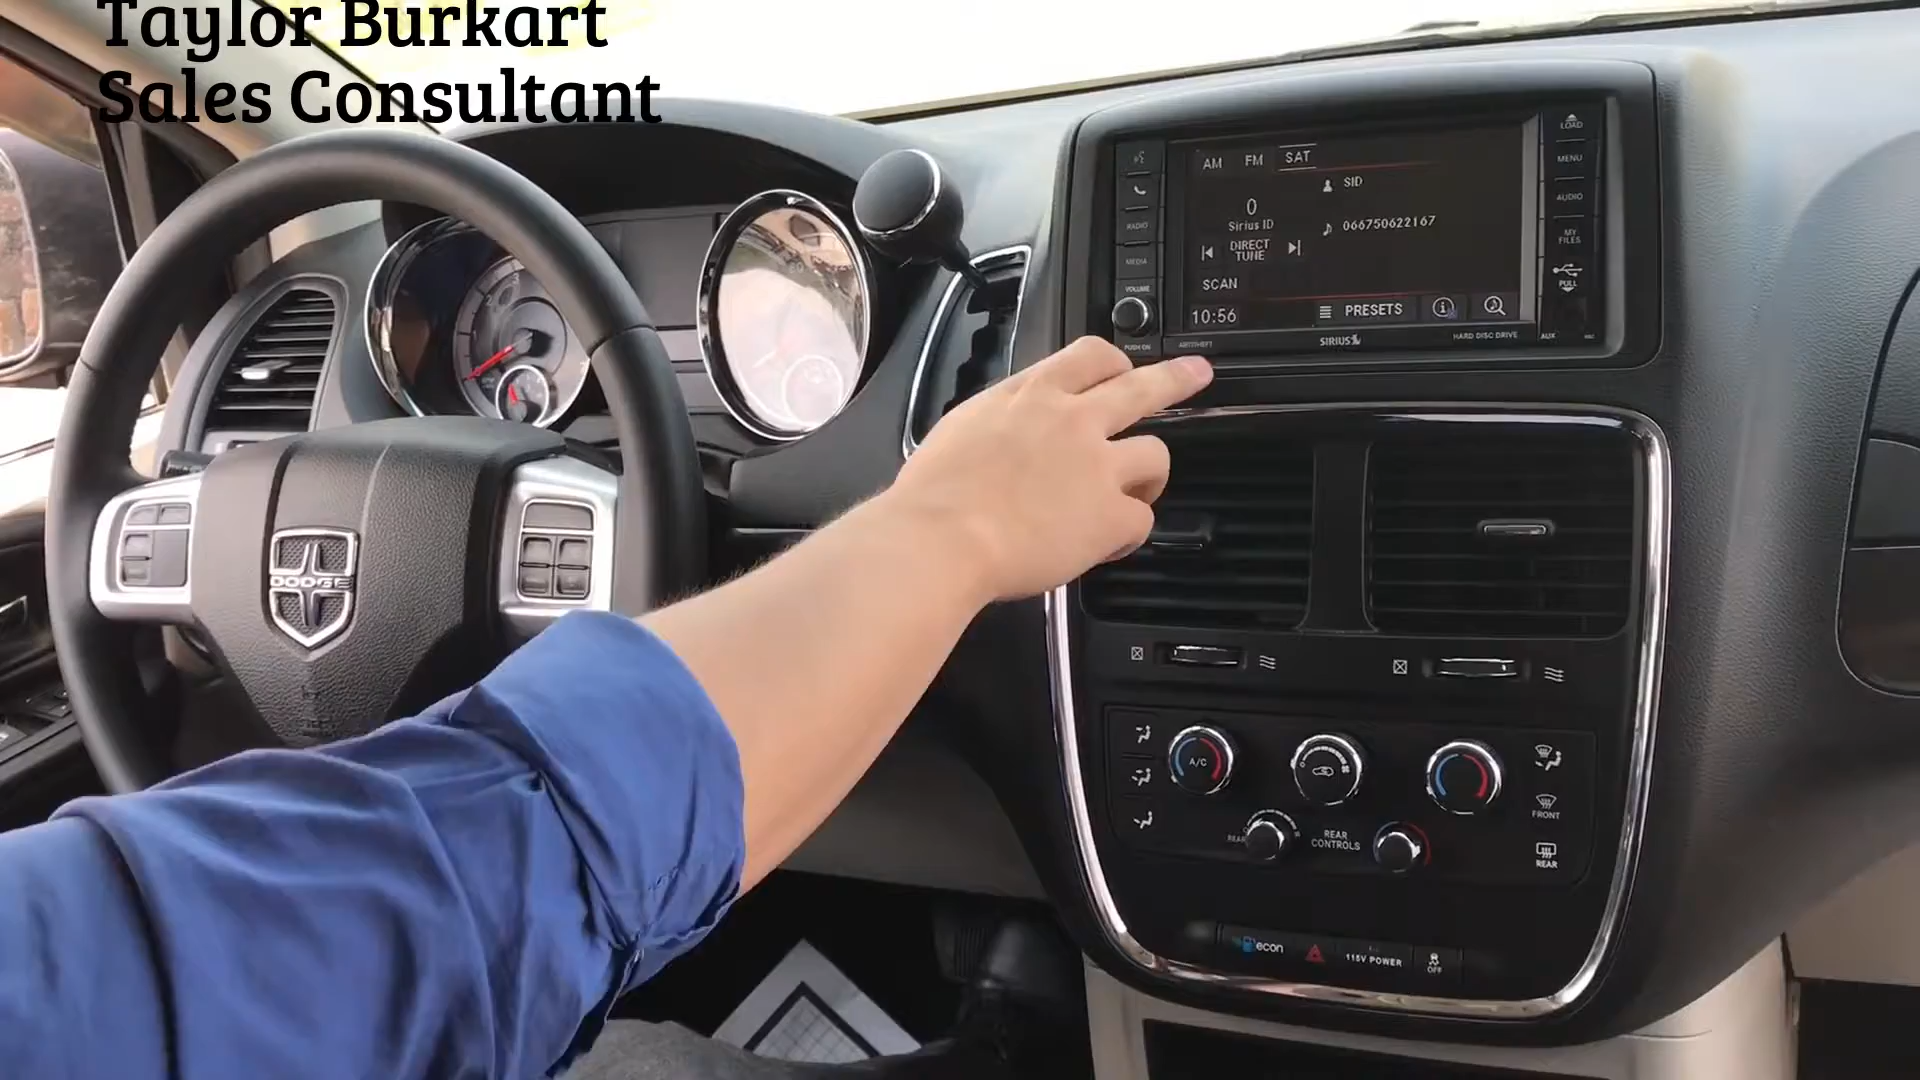 Taylor Burkart
Sales Consultant
LOAD
MENU
AUDIO
MY
FILES
PULL
RADIO
MEDIA
VOLUME
PUSH ON
AM FM SAT
SID
0
Sirius ID
066750622167
DIRECT
TUNE
SCAN
10:56
PRESETS
SIRIUS
HARD DISC DRIVE
AUX
DODGE
A/C
FRONT
REAR
REAR
REAR
CONTROLS
econ
115V POWER
OFF